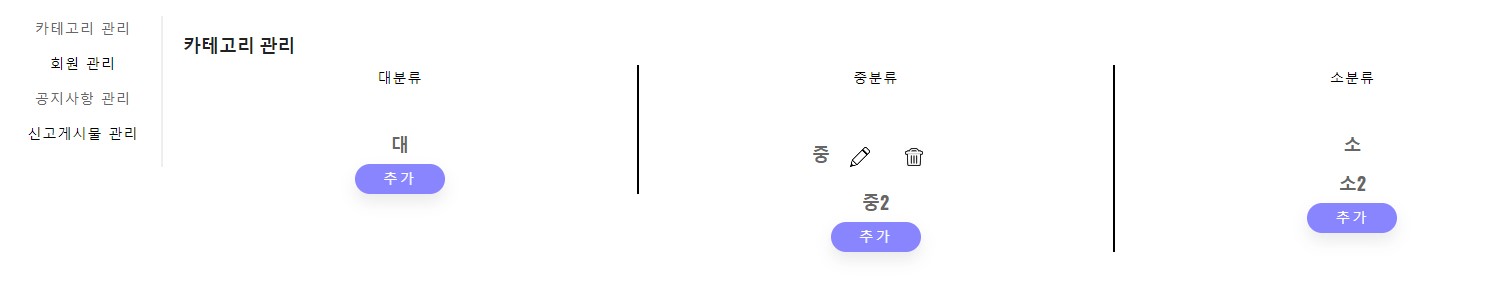 카테고리 관리
회원 관리
공지사항 관리
신고게시물 관리
카테고리 관리
대분류
대
추가
중분류
중
중2
추가
소분류
소
소2
추가